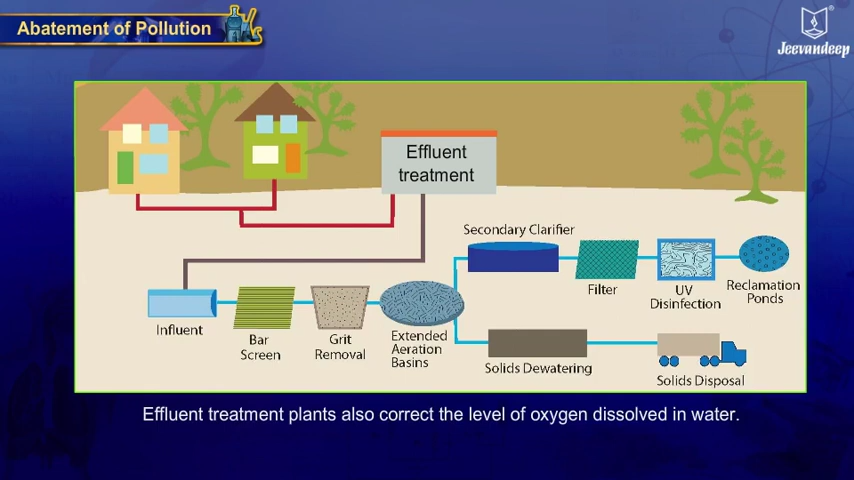 Abatement of Pollution
Jeevandeep
Effluent
treatment
Secondary Clarifier
Filter
UV
Disinfection
Reclamation
Ponds
Influent
Bar
Screen
Grit
Removal
Extended
Aeration
Basins
Solids Dewatering
Solids Disposal
Effluent treatment plants also correct the level of oxygen dissolved in water.